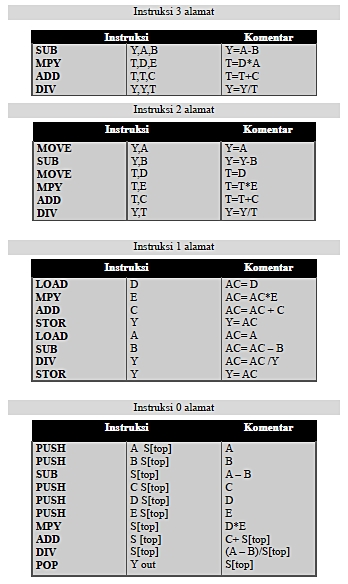 Instruksi 3 alamat
Instruksi Komentar
SUB Y,A,B Y=A-B
MPY T,D,E T=D*A
ADD T,T,C T=T+C
DIV Y,Y,T Y=Y/T
Instruksi 2 alamat
Instruksi Komentar
MOVE Y,A Y=A
SUB Y,B Y=Y-B
MOVE T,D T=D
MPY T,E T=T*E
ADD T,C T=T+C
DIV Y,T Y=Y/T
Instruksi 1 alamat
Instruksi Komentar
LOAD D AC= D
MPY E AC= AC*E
ADD C AC= AC + C
STOR Y Y= AC
LOAD A AC= A
SUB B AC= AC – B
DIV Y AC= AC /Y
STOR Y Y= AC
Instruksi 0 alamat
Instruksi Komentar
PUSH A S[top] A
PUSH B S[top] B
SUB S[top] A – B
PUSH C S[top] C
PUSH D S[top] D
PUSH E S[top] E
MPY S[top] D*E
ADD S [top] C+ S[top]
DIV S[top] (A – B)/S[top]
POP Y out S[top]